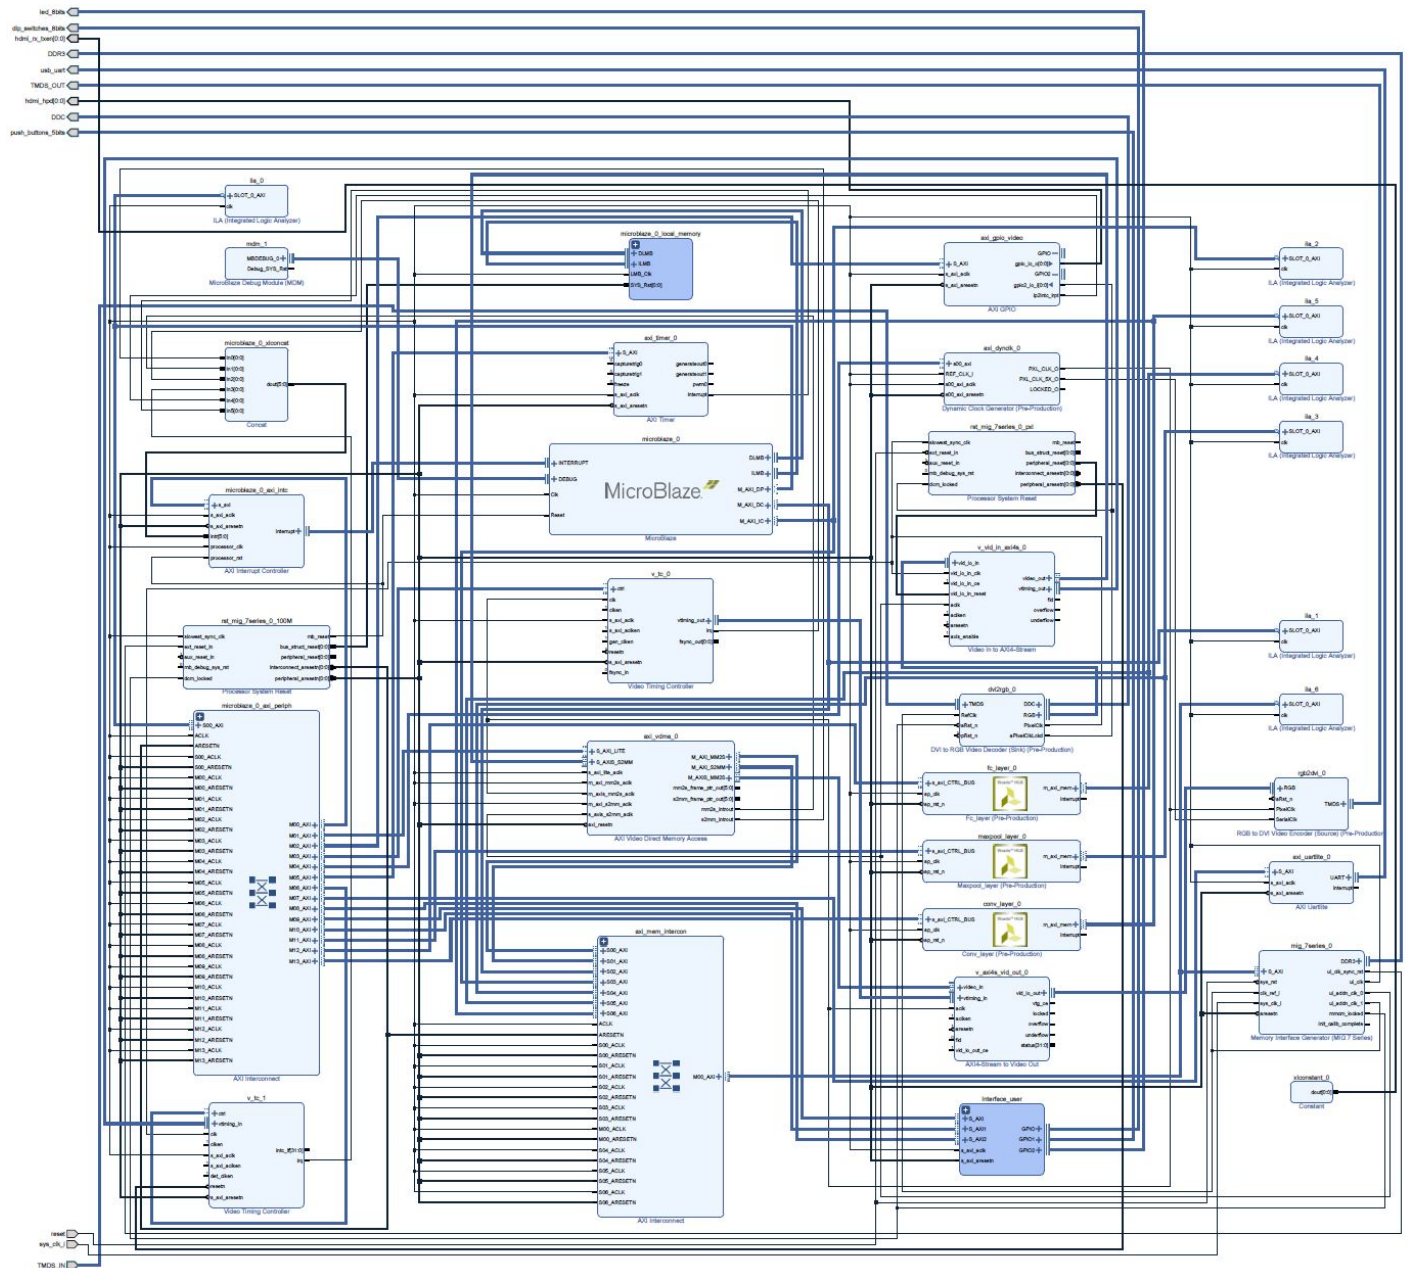 led_8bits
dip_switches_8bits
hdmi_rx_txen[0:0]
DDR3
usb_uart
TMDS_OUT
hdmi_hpd[0:0]
DDC
push_buttons_5bits
ila_0
SLOT_0_AXI
clk
ILA (Integrated Logic Analyzer)
mdm_1
MBDEBUG_0
Debug_SYS_Rst
MicroBlaze Debug Module (MDM)
microblaze_0_xlconcat
In0[0:0]
In1[0:0]
In2[0:0]
In3[0:0]
In4[0:0]
In5[0:0]
dout[5:0]
Concat
microblaze_0_axi_intc
s_axi
s_axi_aclk
s_axi_aresetn
intr[5:0]
processor_clk
processor_rst
interrupt
AXI Interrupt Controller
rst_mig_7series_0_100M
slowest_sync_clk
ext_reset_in
aux_reset_in
mb_debug_sys_rst
dcm_locked
mb_reset
bus_struct_reset[0:0]
peripheral_reset[0:0]
interconnect_aresetn[0:0]
peripheral_aresetn[0:0]
Processor System Reset
microblaze_0_axi_periph
S00_AXI
ACLK
ARESETN
S00_ACLK
S00_ARESETN
M00_ACLK
M00_ARESETN
M01_ACLK
M01_ARESETN
M02_ACLK
M02_ARESETN
M03_ACLK
M03_ARESETN
M04_ACLK
M04_ARESETN
M05_ACLK
M05_ARESETN
M06_ACLK
M06_ARESETN
M07_ACLK
M07_ARESETN
M08_ACLK
M08_ARESETN
M09_ACLK
M09_ARESETN
M10_ACLK
M10_ARESETN
M11_ACLK
M11_ARESETN
M12_ACLK
M12_ARESETN
M13_ACLK
M13_ARESETN
M00_AXI
M01_AXI
M02_AXI
M03_AXI
M04_AXI
M05_AXI
M06_AXI
M07_AXI
M08_AXI
M09_AXI
M10_AXI
M11_AXI
M12_AXI
M13_AXI
AXI Interconnect
v_tc_1
ctrl
vtiming_in
clk
clken
s_axi_aclk
s_axi_aclken
det_clken
resetn
s_axi_aresetn
irq
Video Timing Controller
reset
sys_clk_i
TMDS_IN
microblaze_0_local_memory
DLMB
ILMB
LMB_Clk
SYS_Rst[0:0]
axi_timer_0
S_AXI
capturetrig0
capturetrig1
freeze
s_axi_aclk
s_axi_aresetn
generateout0
generateout1
pwm0
interrupt
AXI Timer
microblaze_0
INTERRUPT
DEBUG
Clk
Reset
MicroBlaze
DLMB
ILMB
M_AXI_DP
M_AXI_DC
M_AXI_IC
MicroBlaze
v_tc_0
ctrl
clk
clken
s_axi_aclk
s_axi_aclken
gen_clken
resetn
s_axi_aresetn
fsync_in
vtiming_out
irq
fsync_out[0:0]
Video Timing Controller
axi_vdma_0
S_AXI_LITE
S_AXIS_S2MM
s_axi_lite_aclk
m_axi_mm2s_aclk
m_axis_mm2s_aclk
m_axi_s2mm_aclk
s_axis_s2mm_aclk
axi_resetn
M_AXI_MM2S
M_AXI_S2MM
M_AXIS_MM2S
mm2s_frame_ptr_out[5:0]
s2mm_frame_ptr_out[5:0]
mm2s_introut
s2mm_introut
AXI Video Direct Memory Access
axi_mem_intercon
S00_AXI
S01_AXI
S02_AXI
S03_AXI
S04_AXI
S05_AXI
S06_AXI
ACLK
ARESETN
S00_ACLK
S00_ARESETN
S01_ACLK
S01_ARESETN
S02_ACLK
S02_ARESETN
S03_ACLK
S03_ARESETN
M00_ACLK
M00_ARESETN
S04_ACLK
S04_ARESETN
S05_ACLK
S05_ARESETN
S06_ACLK
S06_ARESETN
M00_AXI
AXI Interconnect
axi_gpio_video
S_AXI
s_axi_aclk
s_axi_aresetn
GPIO
gpio_io_o[0:0]
GPIO2
gpio2_io_i[0:0]
ip2intc_irpt
AXI GPIO
axi_dynclk_0
s00_axi
REF_CLK_I
s00_axi_aclk
s00_axi_aresetn
PXL_CLK_O
PXL_CLK_5X_O
LOCKED_O
Dynamic Clock Generator (Pre-Production)
rst_mig_7series_0_pxl
slowest_sync_clk
ext_reset_in
aux_reset_in
mb_debug_sys_rst
dcm_locked
mb_reset
bus_struct_reset[0:0]
peripheral_reset[0:0]
interconnect_aresetn[0:0]
peripheral_aresetn[0:0]
Processor System Reset
v_vid_in_axi4s_0
vid_io_in
vid_io_in_clk
vid_io_in_ce
vid_io_in_reset
aclk
aclken
aresetn
axis_enable
video_out
vtiming_out
fid
overflow
underflow
Video In to AXI4-Stream
dvi2rgb_0
TMDS
RefClk
aRst_n
pRst_n
DDC
RGB
PixelClk
aPixelClkLckd
DVI to RGB Video Decoder (Sink) (Pre-Production)
fc_layer_0
s_axi_CTRL_BUS
ap_clk
ap_rst_n
m_axi_mem
interrupt
Fc_layer (Pre-Production)
maxpool_layer_0
s_axi_CTRL_BUS
ap_clk
ap_rst_n
m_axi_mem
interrupt
Maxpool_layer (Pre-Production)
conv_layer_0
s_axi_CTRL_BUS
ap_clk
ap_rst_n
m_axi_mem
interrupt
Conv_layer (Pre-Production)
v_axi4s_vid_out_0
video_in
vtiming_in
aclk
aclken
aresetn
fid
vid_io_out_ce
vid_io_out
vtg_ce
locked
overflow
underflow
status[31:0]
AXI4-Stream to Video Out
interface_user
S_AXI
S_AXI1
S_AXI2
s_axi_aclk
s_axi_aresetn
GPIO
GPIO1
GPIO2
ila_2
SLOT_0_AXI
clk
ILA (Integrated Logic Analyzer)
ila_5
SLOT_0_AXI
clk
ILA (Integrated Logic Analyzer)
ila_4
SLOT_0_AXI
clk
ILA (Integrated Logic Analyzer)
ila_3
SLOT_0_AXI
clk
ILA (Integrated Logic Analyzer)
ila_1
SLOT_0_AXI
clk
ILA (Integrated Logic Analyzer)
ila_6
SLOT_0_AXI
clk
ILA (Integrated Logic Analyzer)
rgb2dvi_0
RGB
aRst_n
PixelClk
SerialClk
TMDS
RGB to DVI Video Encoder (Source) (Pre-Production
axi_uartlite_0
S_AXI
s_axi_aclk
s_axi_aresetn
UART
interrupt
AXI Uartlite
mig_7series_0
S_AXI
sys_rst
clk_ref_i
sys_clk_i
aresetn
DDR3
ui_clk_sync_rst
ui_clk
ui_addn_clk_0
ui_addn_clk_1
mmcm_locked
init_calib_complete
Memory Interface Generator (MIG 7 Series)
xlconstant_0
dout[0:0]
Constant